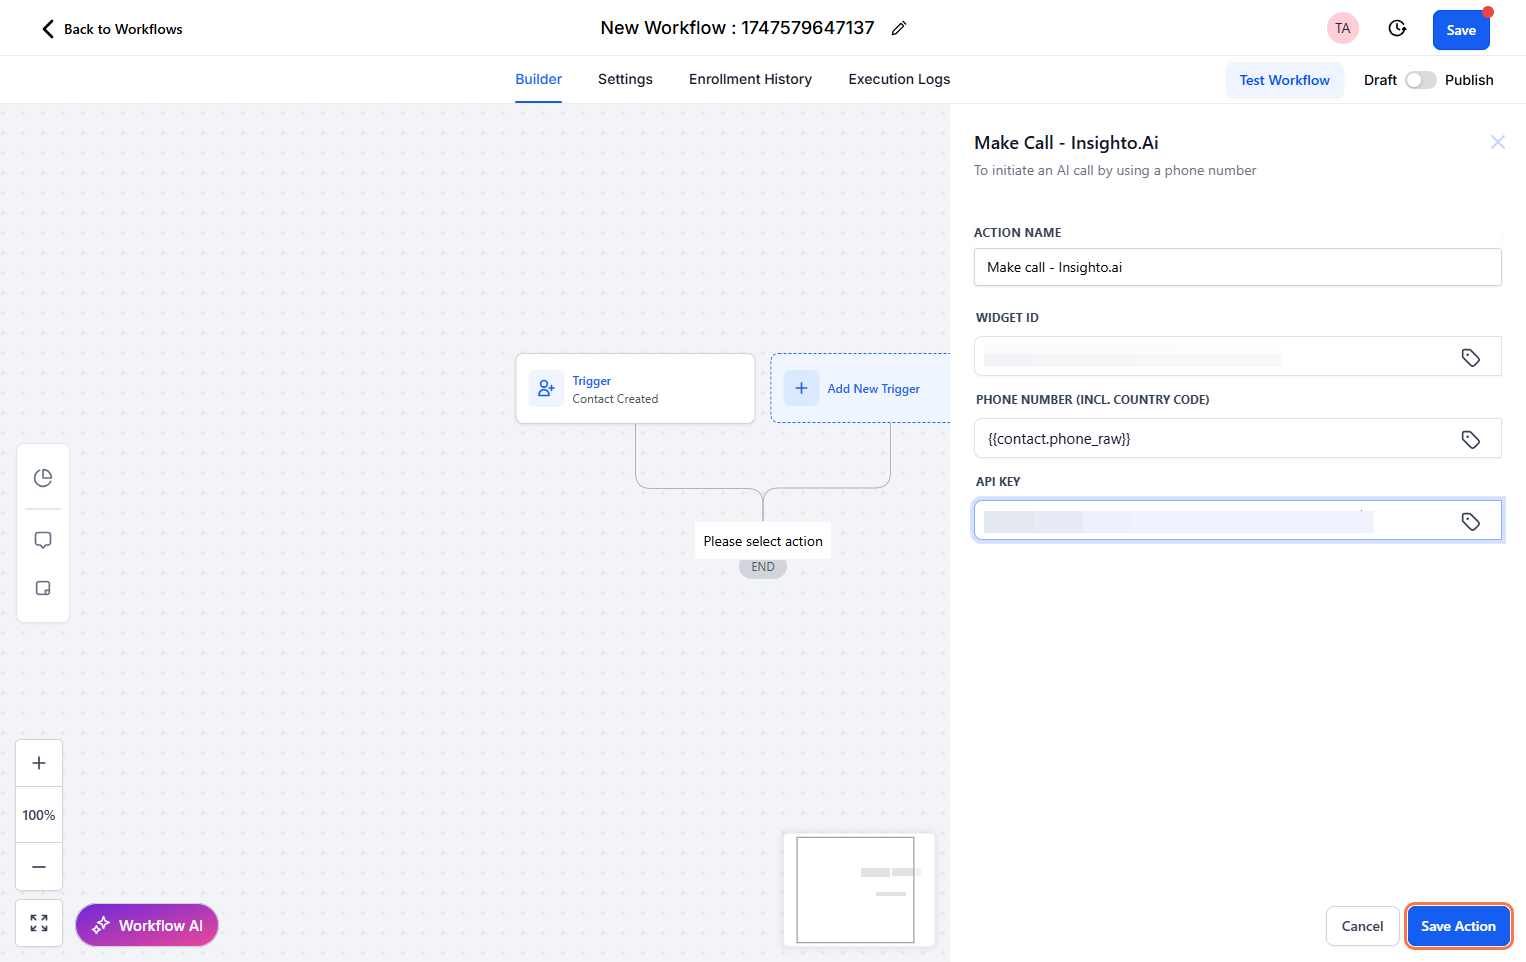 Back to Workflows
New Workflow : 1747579647137
TA
Save
Builder
Settings
Enrollment History
Execution Logs
Test Workflow
Draft
Publish
Make Call - Insighto.Ai
To initiate an AI call by using a phone number
ACTION NAME
Make call - Insighto.ai
WIDGET ID
PHONE NUMBER (INCL. COUNTRY CODE)
{{contact.phone_raw}}
API KEY
Trigger
Contact Created
Add New Trigger
Please select action
END
100%
Workflow AI
Cancel
Save Action